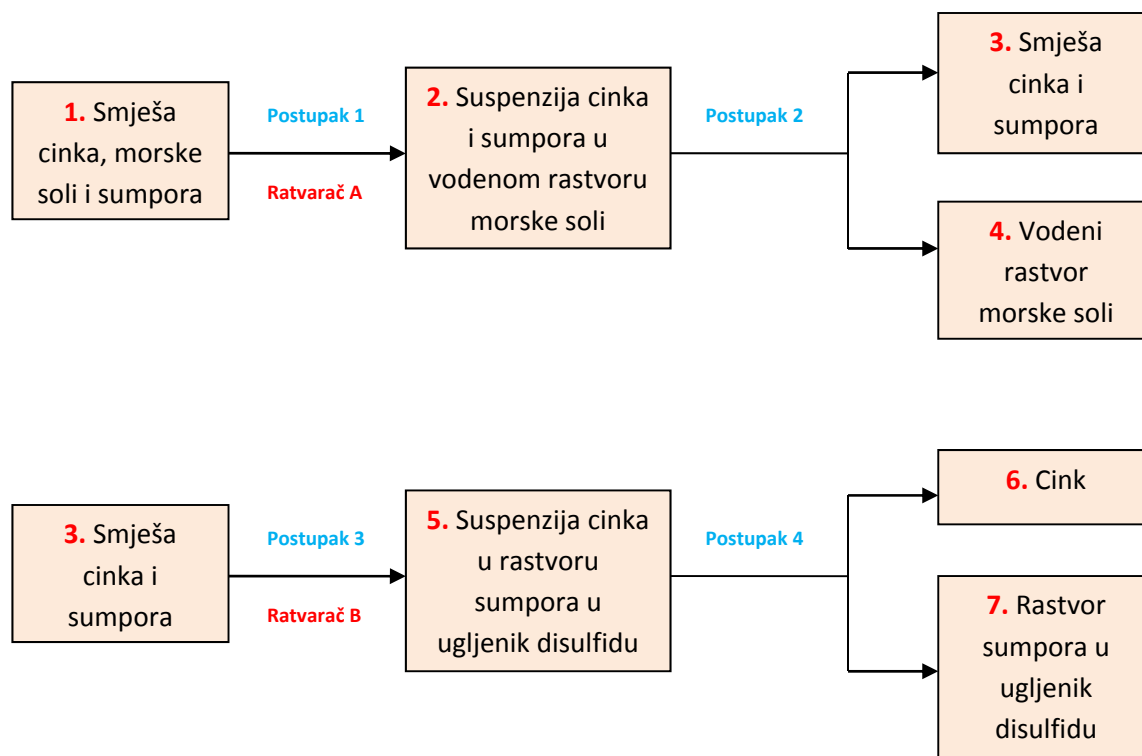 1. Smješa
cinka, morske
soli i sumpora
Postupak 1
Ratvarač A
2. Suspenzija cinka
i sumpora u
vodenom rastvoru
morske soli
Postupak 2
3. Smješa
cinka i
sumpora
4. Vodeni
rastvor
morske soli
3. Smješa
cinka i
sumpora
Postupak 3
Ratvarač B
5. Suspenzija cinka
u rastvoru
sumpora u
ugljenik disulfidu
Postupak 4
6. Cink
7. Rastvor
sumpora u
ugljenik
disulfidu